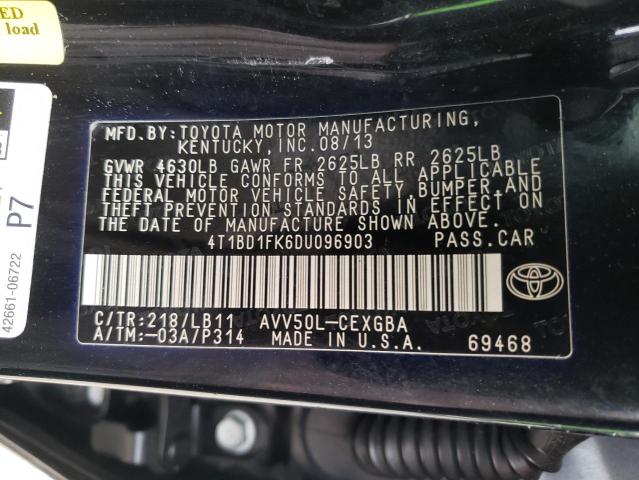 ED
load
MFD. BY: TOYOTA MOTOR MANUFACTURING,
KENTUCKY, INC. 08/13
GVWR 4630LB GAWR FR 2625LB RR 2625LB
THIS VEHICLE CONFORMS TO ALL APPLICABLE
FEDERAL MOTOR VEHICLE SAFETY, BUMPER, AND
THEFT PREVENTION STANDARDS IN EFFECT ON
THE DATE OF MANUFACTURE SHOWN ABOVE.
4T1BD1FK6DU096903 PASS.CAR
C/TR:218/LB11 AVV50L-CEXGBA
A/TM:-03A/P314 MADE IN U.S.A. 69468
TOYOTA
P7
42661-06722